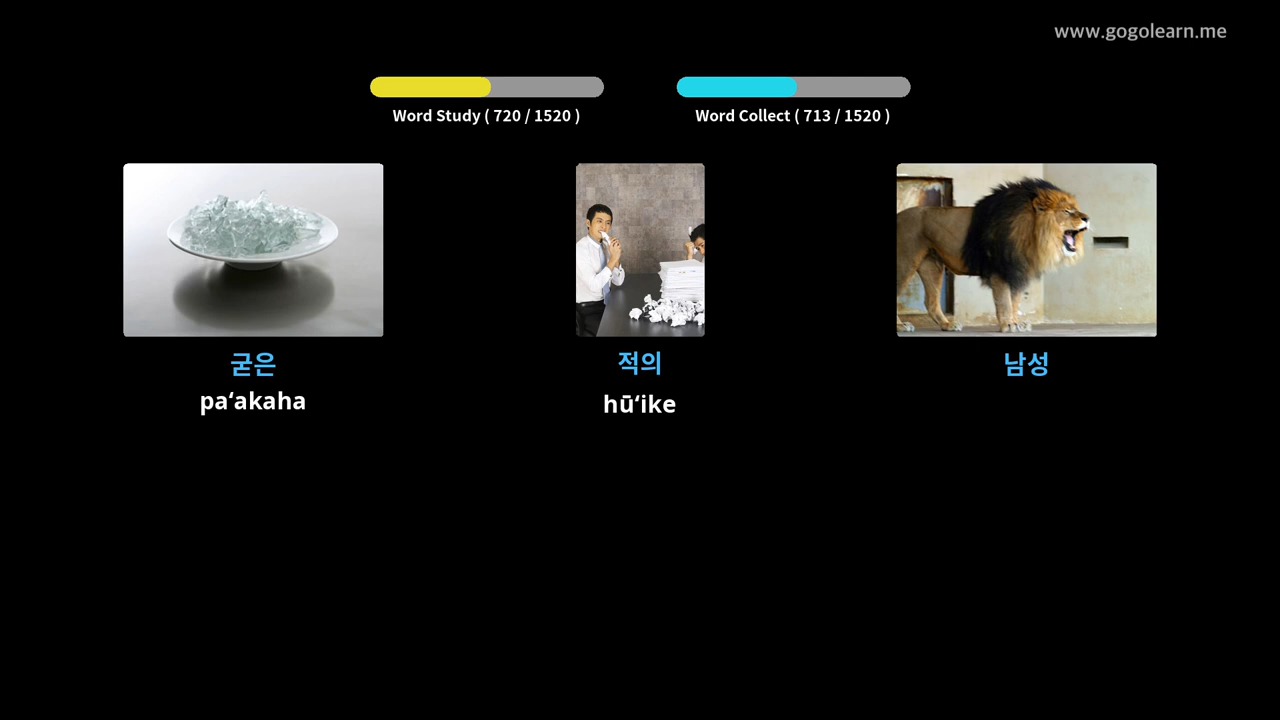 www.gogolearn.me
Word Study ( 720 / 1520 )
Word Collect ( 713 / 1520 )
굳은
paʻakaha
적의
hūʻike
남성